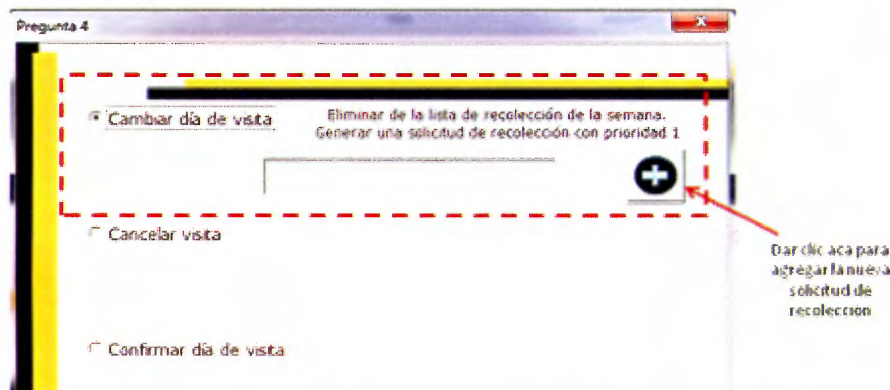 Pregunta 4
x
Cambiar día de visita
Eliminar de la lista de recolección de la semana.
Generar una solicitud de recolección con prioridad 1
Cancelar visita
Dar clic aca para
agregar la nueva
solicitud de
recolección
Confirmar día de visita